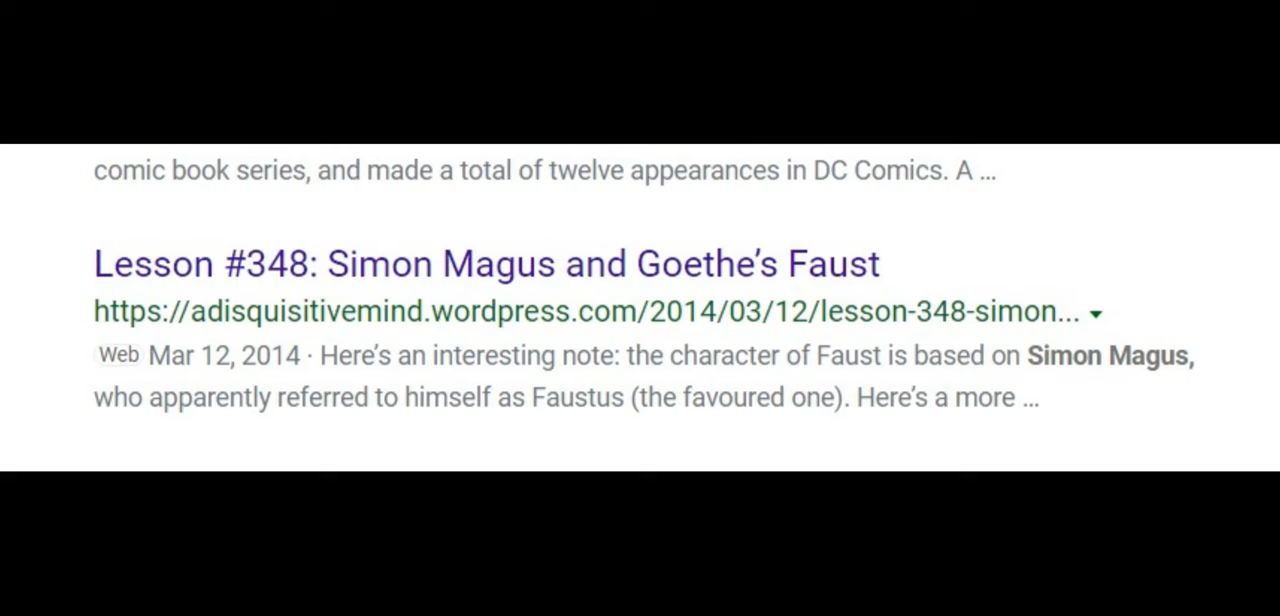 comic book series, and made a total of twelve appearances in DC Comics. A ...
Lesson #348: Simon Magus and Goethe’s Faust
https://adisquisitivemind.wordpress.com/2014/03/12/lesson-348-simon...
Web Mar 12, 2014 · Here’s an interesting note: the character of Faust is based on Simon Magus,
who apparently referred to himself as Faustus (the favoured one). Here’s a more ...